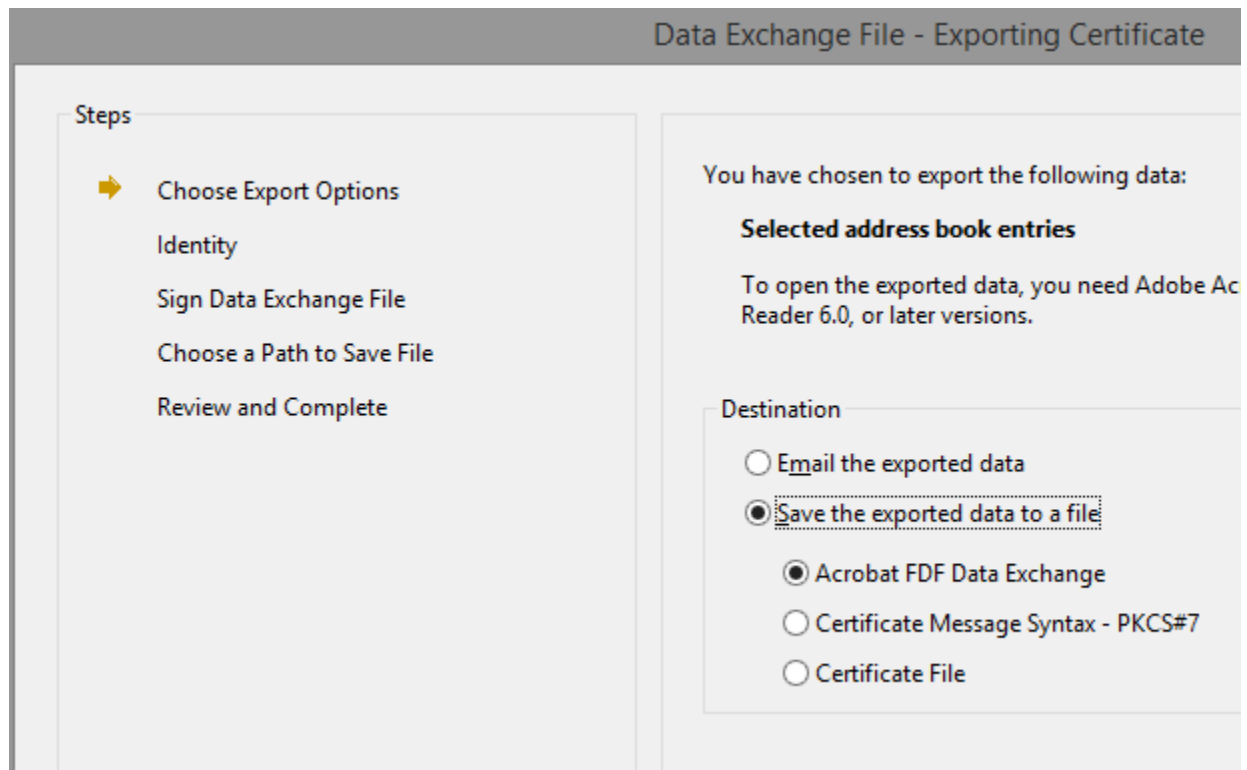 Data Exchange File - Exporting Certificate
Steps
Choose Export Options
Identity
Sign Data Exchange File
Choose a Path to Save File
Review and Complete
You have chosen to export the following data:
Selected address book entries
To open the exported data, you need Adobe
Reader 6.0, or later versions.
Destination
Email the exported data
Save the exported data to a file
Acrobat FDF Data Exchange
Certificate Message Syntax - PKCS#7
Certificate File